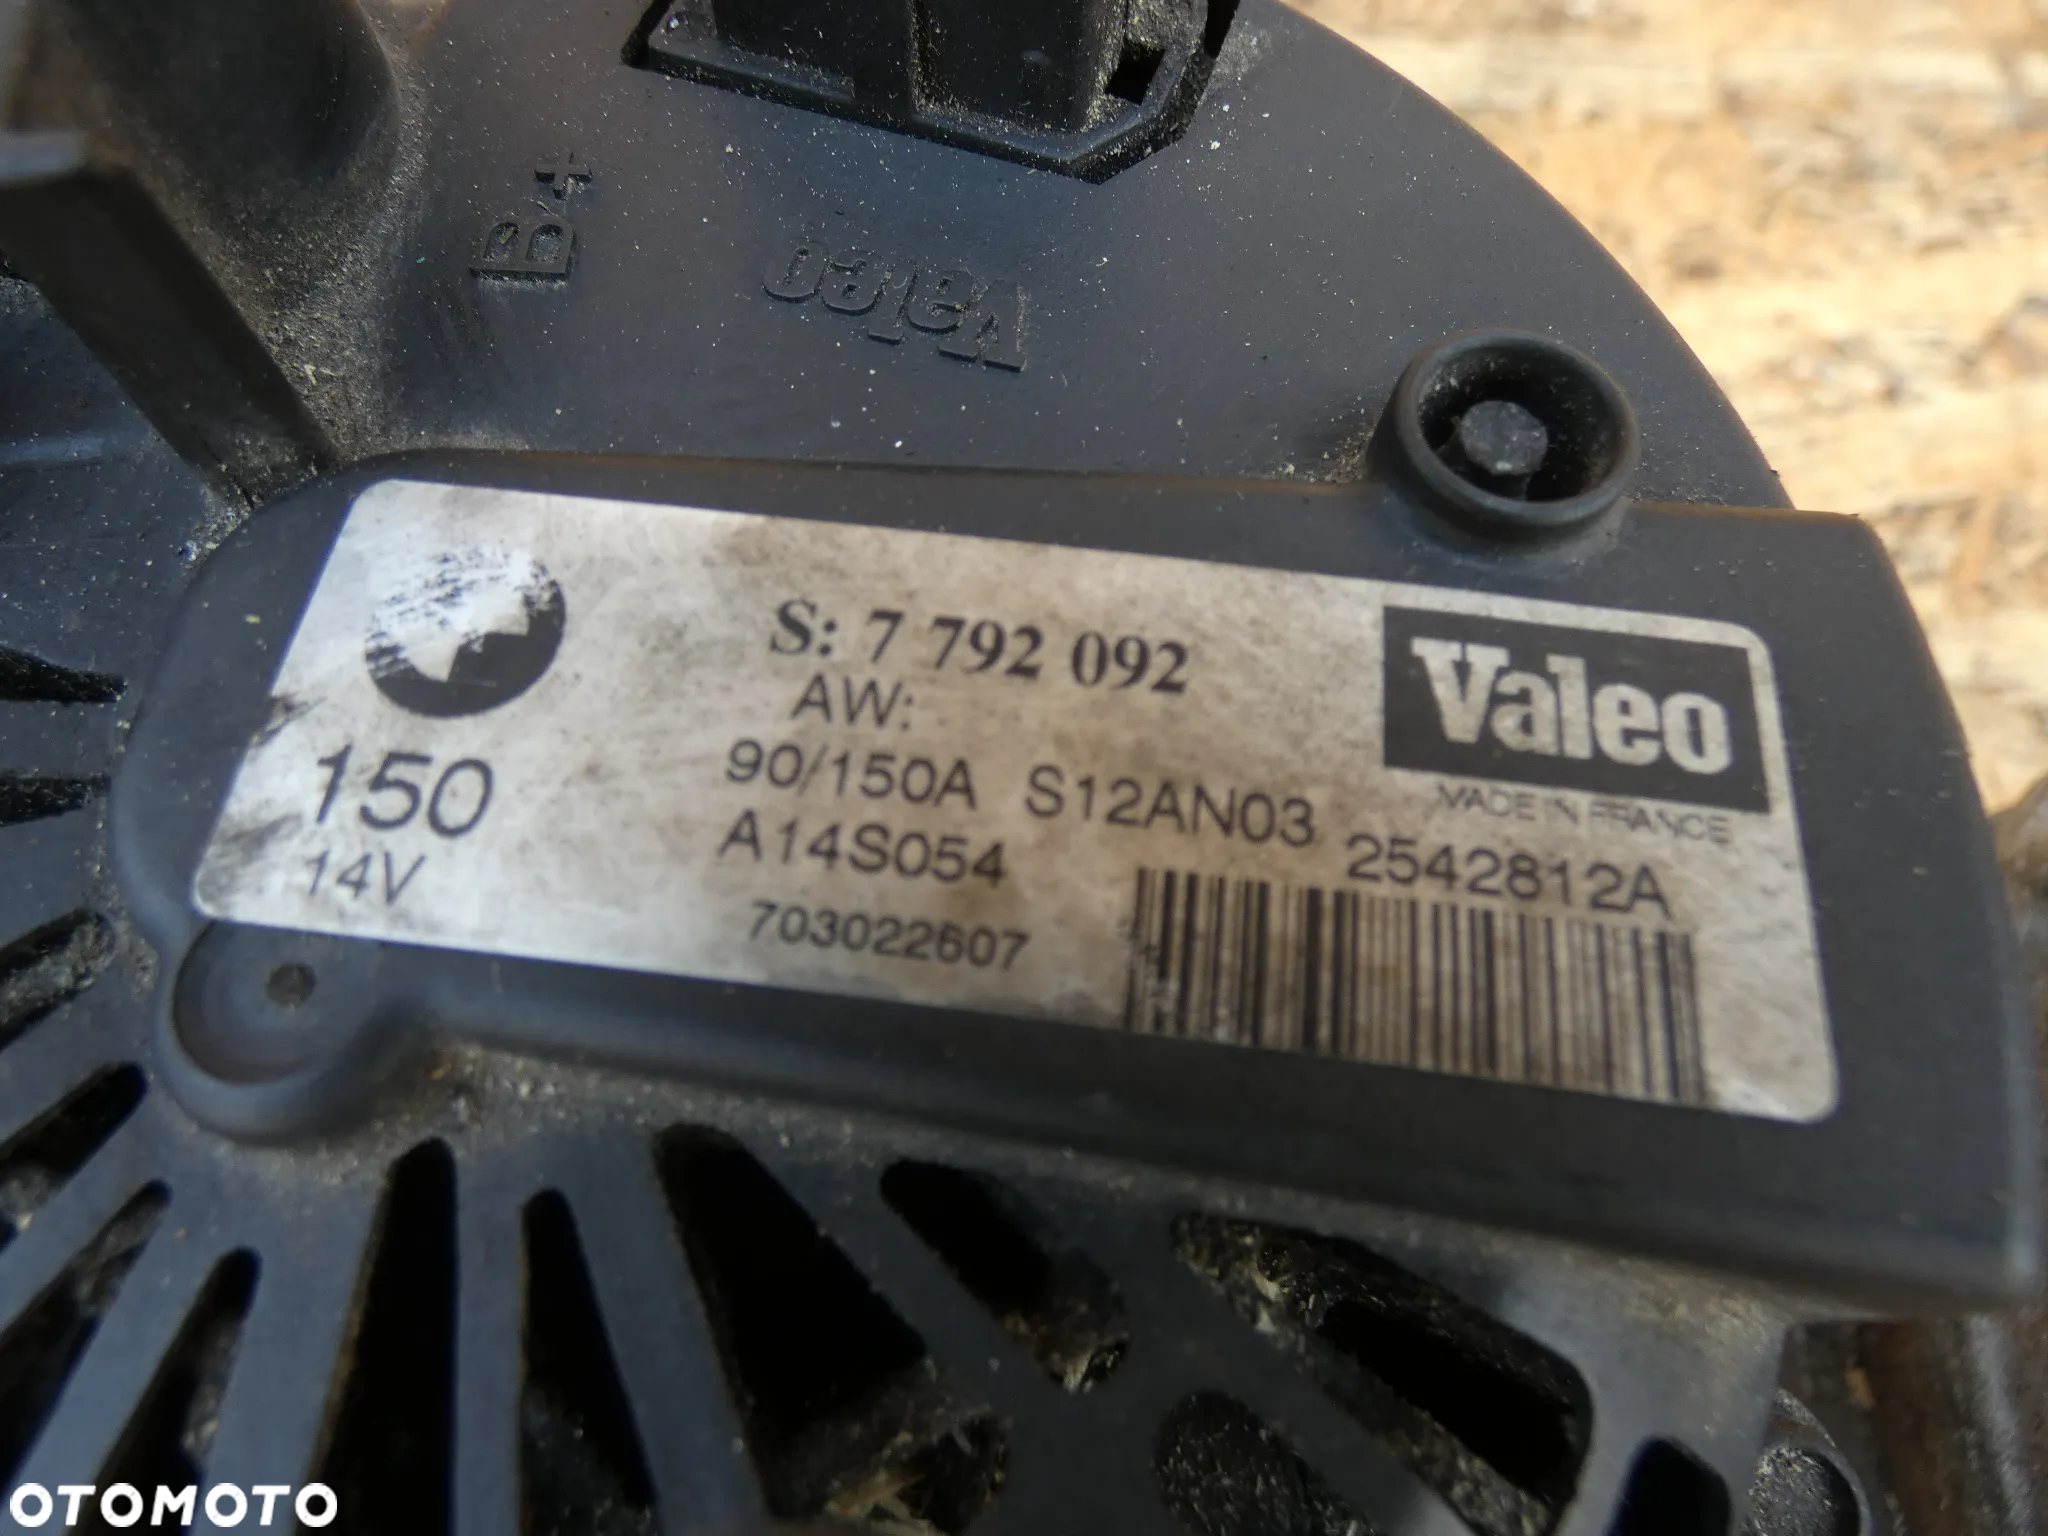 B+
Valeo
S: 7 792 092
AW:
Valeo
MADE IN FRANCE
150
14V
90/150A S12AN03
2542812A
A14S054
703022607
OTOMOTO